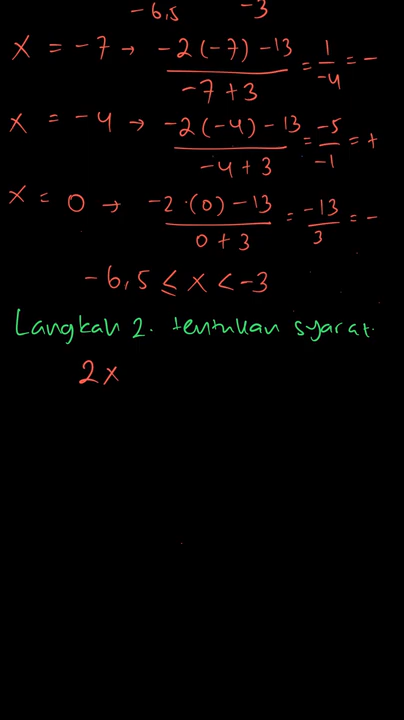 -6,5 -3
x = -7 → -2(-7)-13 / -7+3 = 1/-4 = -
x = -4 → -2(-4)-13 / -4+3 = -5/-1 = +
x = 0 → -2·(0)-13 / 0+3 = -13/3 = -
-6,5 ≤ x < -3
Langkah 2. tentukan syarat.
2x